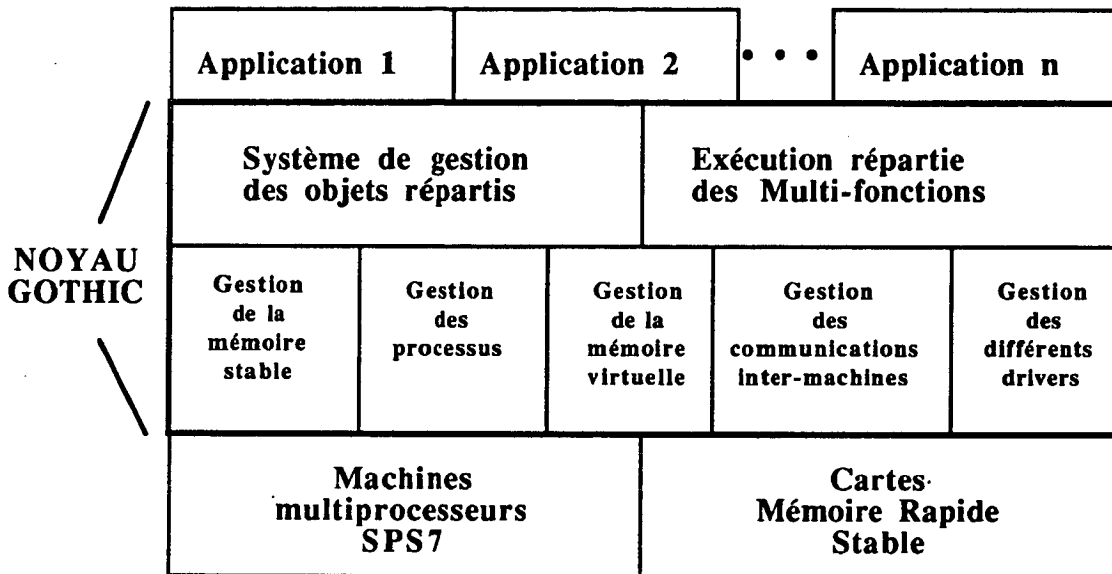 Application 1
Application 2
• • •
Application n
Système de gestion
des objets répartis
Exécution répartie
des Multi-fonctions
NOYAU
GOTHIC
Gestion
de la
mémoire
stable
Gestion
des
processus
Gestion
de la
mémoire
virtuelle
Gestion
des
communications
inter-machines
Gestion
des
différents
drivers
Machines
multiprocesseurs
SPS7
Cartes
Mémoire Rapide
Stable